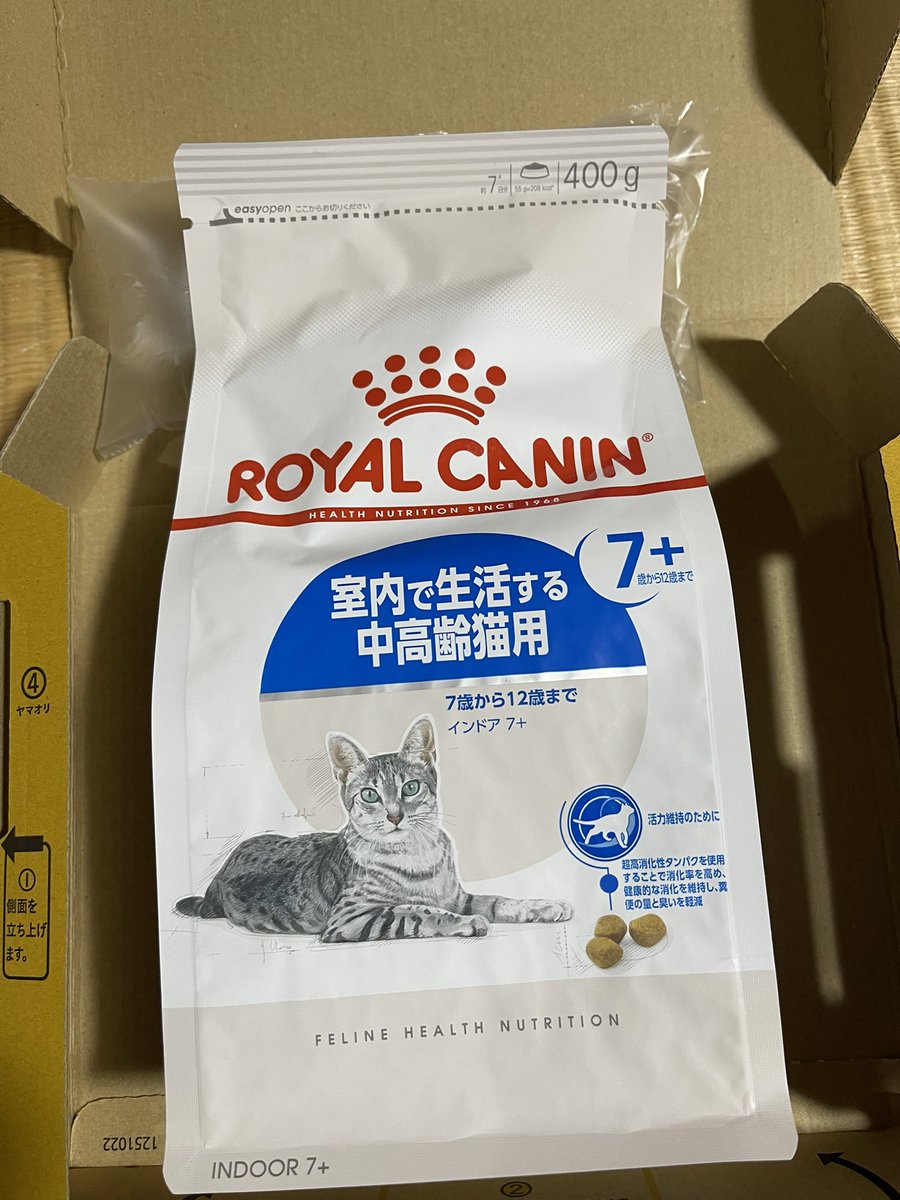 約7日分* 55 g=208 kcal* 400g
easyopen ここからお切りください
ROYAL CANIN®
HEALTH NUTRITION SINCE 1968
7+
歳から12歳まで
室内で生活する
中高齢猫用
7歳から12歳まで
インドア 7+
活力維持のために
超高消化性タンパクを使用
することで消化率を高め、
健康的な消化を維持し、糞
便の量と臭いを軽減
FELINE HEALTH NUTRITION
INDOOR 7+
④
ヤマオリ
①
側面を
立ち上げ
ます。
1251022
②